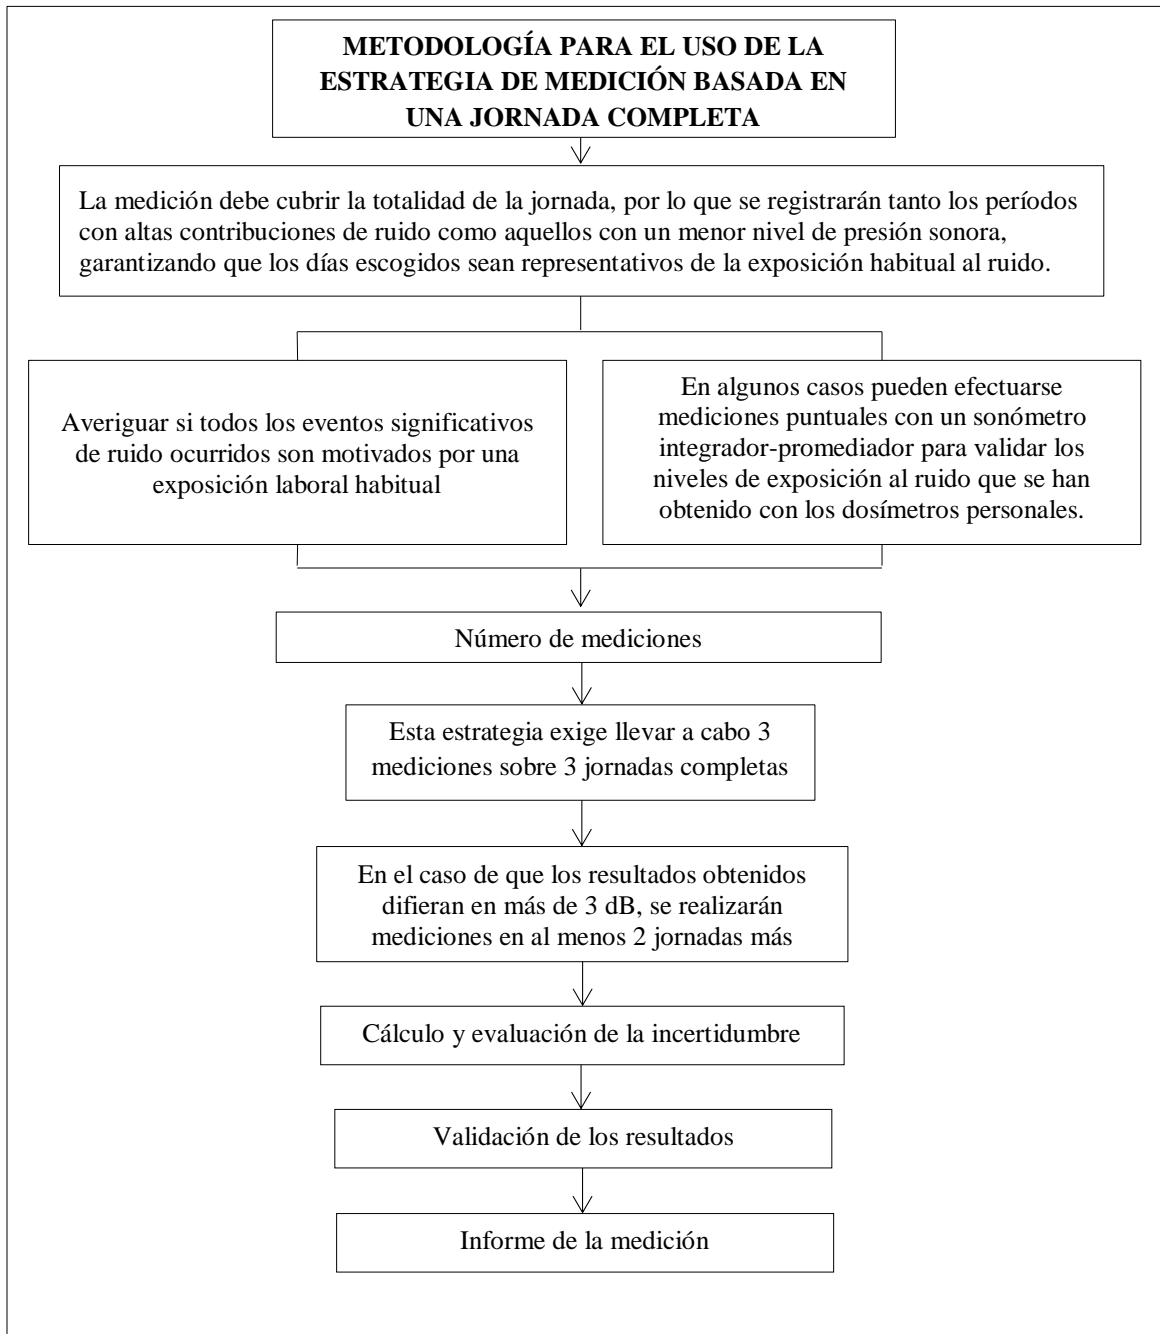 METODOLOGÍA PARA EL USO DE LA
ESTRATEGIA DE MEDICIÓN BASADA EN
UNA JORNADA COMPLETA
La medición debe cubrir la totalidad de la jornada, por lo que se registrarán tanto los períodos
con altas contribuciones de ruido como aquellos con un menor nivel de presión sonora,
garantizando que los días escogidos sean representativos de la exposición habitual al ruido.
Averiguar si todos los eventos significativos
de ruido ocurridos son motivados por una
exposición laboral habitual
En algunos casos pueden efectuarse
mediciones puntuales con un sonómetro
integrador-promediador para validar los
niveles de exposición al ruido que se han
obtenido con los dosímetros personales.
Número de mediciones
Esta estrategia exige llevar a cabo 3
mediciones sobre 3 jornadas completas
En el caso de que los resultados obtenidos
difieran en más de 3 dB, se realizarán
mediciones en al menos 2 jornadas más
Cálculo y evaluación de la incertidumbre
Validación de los resultados
Informe de la medición